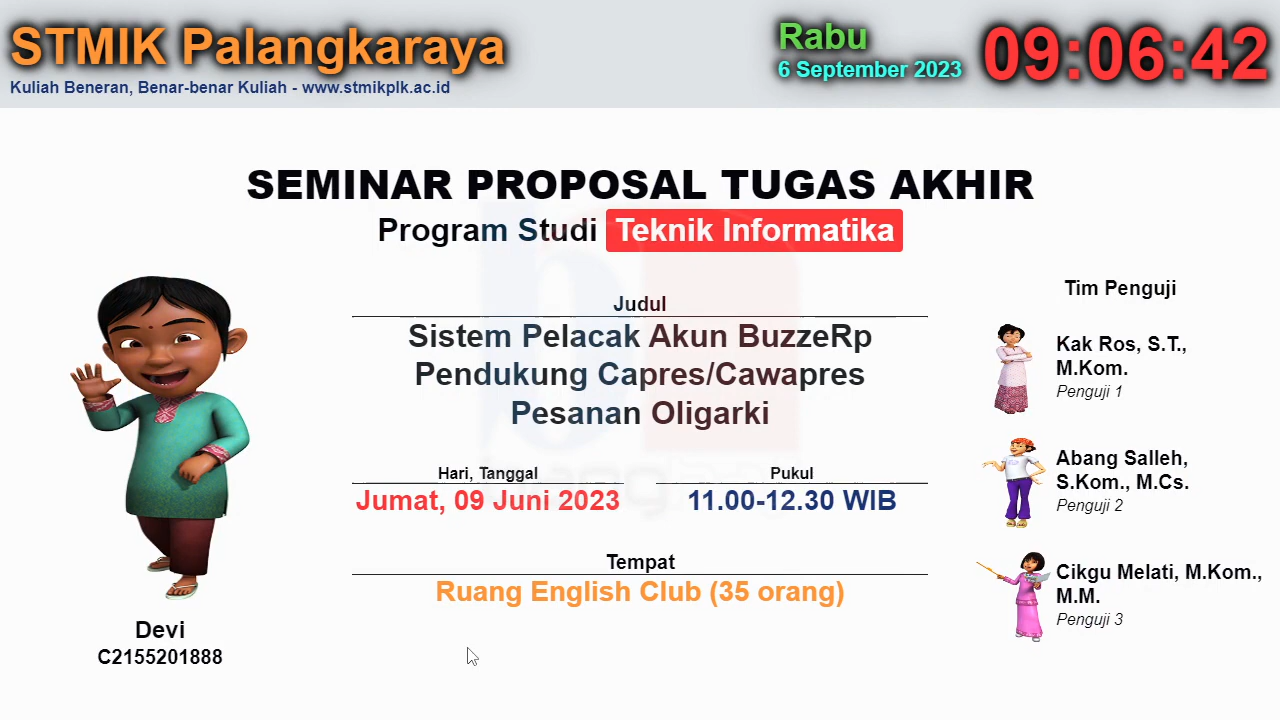 STMIK Palangkaraya
Kuliah Beneran, Benar-benar Kuliah - www.stmikplk.ac.id
Rabu
6 September 2023
09:06:42
SEMINAR PROPOSAL TUGAS AKHIR
Program Studi Teknik Informatika
Judul
Sistem Pelacak Akun BuzzeRp
Pendukung Capres/Cawapres
Pesanan Oligarki
Hari, Tanggal
Jumat, 09 Juni 2023
Pukul
11.00-12.30 WIB
Tempat
Ruang English Club (35 orang)
Devi
C2155201888
Tim Penguji
Kak Ros, S.T.,
M.Kom.
Penguji 1
Abang Salleh,
S.Kom., M.Cs.
Penguji 2
Cikgu Melati, M.Kom.,
M.M.
Penguji 3